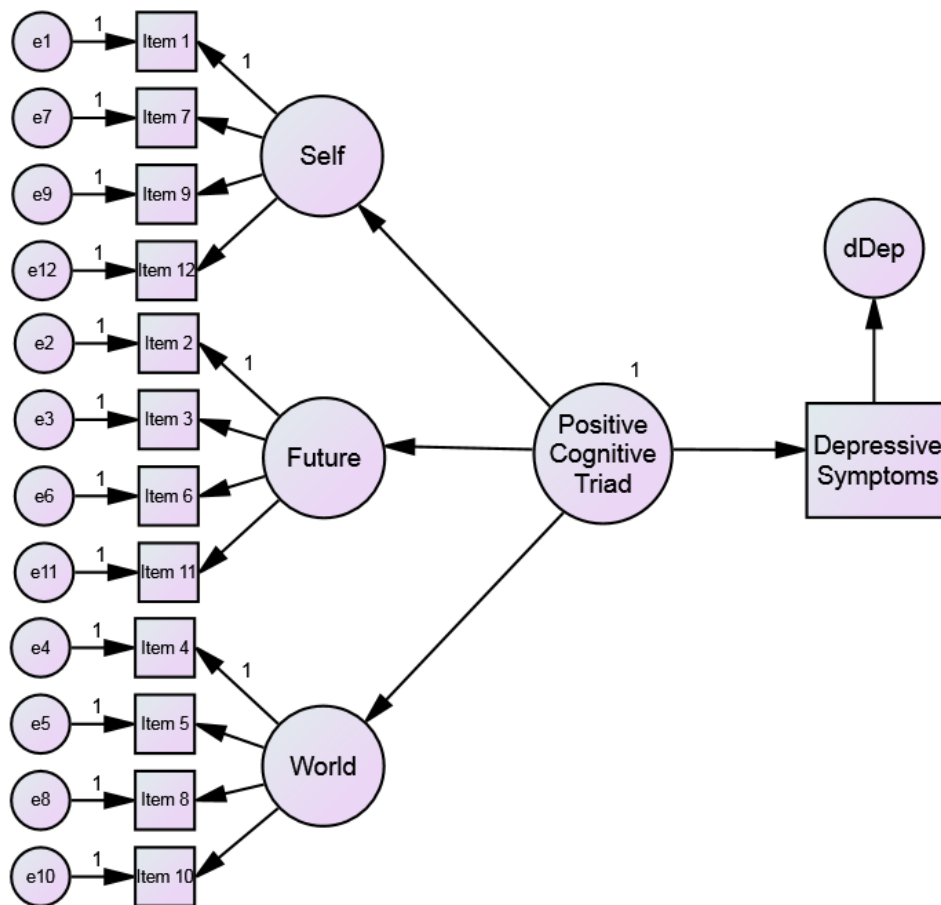 e1
1
Item 1
1
e7
1
Item 7
Self
e9
1
Item 9
e12
1
Item 12
dDep
e2
1
Item 2
1
e3
1
Item 3
Future
e6
1
Item 6
e11
1
Item 11
1
Positive
Cognitive
Triad
Depressive
Symptoms
e4
1
Item 4
1
e5
1
Item 5
World
e8
1
Item 8
e10
1
Item 10